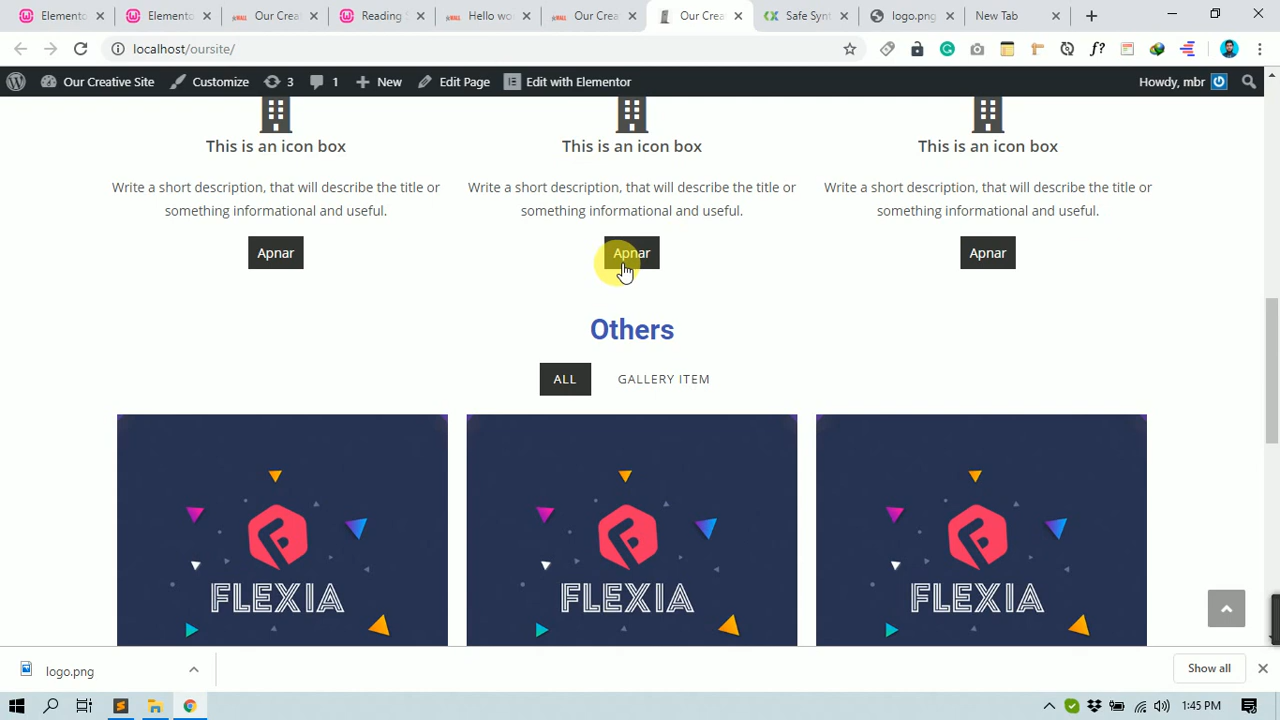 Elemento
Elemento
Our Crea
Reading S
Hello wo
Our Crea
Our Crea
Safe Synt
logo.png
New Tab
localhost/oursite/
Our Creative Site
Customize
3
1
New
Edit Page
Edit with Elementor
Howdy, mbr
This is an icon box
This is an icon box
This is an icon box
Write a short description, that will describe the title or
something informational and useful.
Write a short description, that will describe the title or
something informational and useful.
Write a short description, that will describe the title or
something informational and useful.
Apnar
Apnar
Apnar
Others
ALL
GALLERY ITEM
FLEXIA
FLEXIA
FLEXIA
logo.png
Show all
1:45 PM